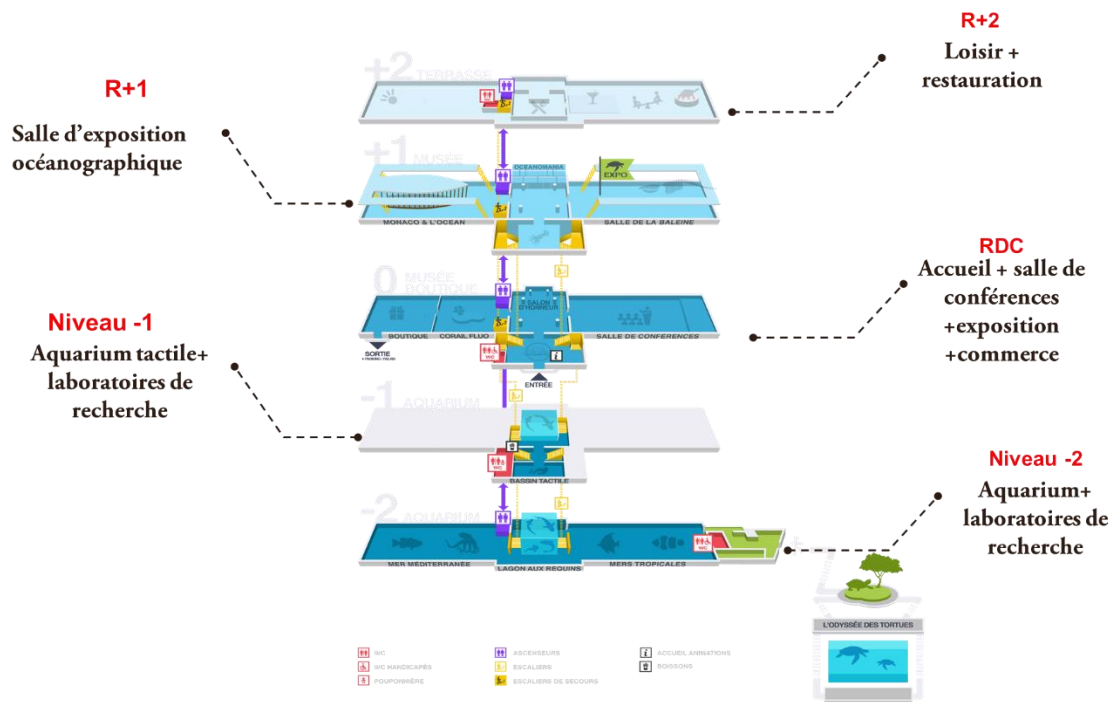 R+2
Loisir +
restauration
R+1
Salle d'exposition
océanographique
+2 TERRASSE
+1 MUSÉE
OCEANOMANIA
EXPO
MONACO & L'OCÉAN
SALLE DE LA BALEINE
RDC
Accueil + salle de
conférences
+exposition
+commerce
0 MUSÉE
BOUTIQUE
SALON
D'HONNEUR
BOUTIQUE
CORAIL FLUO
SALLE DE CONFÉRENCES
SORTIE
WC
i
ENTRÉE
Niveau -1
Aquarium tactile+
laboratoires de
recherche
-1 AQUARIUM
WC
BASSIN TACTILE
Niveau -2
Aquarium+
laboratoires de
recherche
-2 AQUARIUM
WC
MER MÉDITERRANÉE
LAGON AUX REQUINS
MERS TROPICALES
L'ODYSSÉE DES TORTUES
WC
ASCENSEURS
i ACCUEIL ANIMATIONS
WC HANDICAPÉS
ESCALIERS
BOISSONS
POUPONNIÈRE
ESCALIERS DE SECOURS